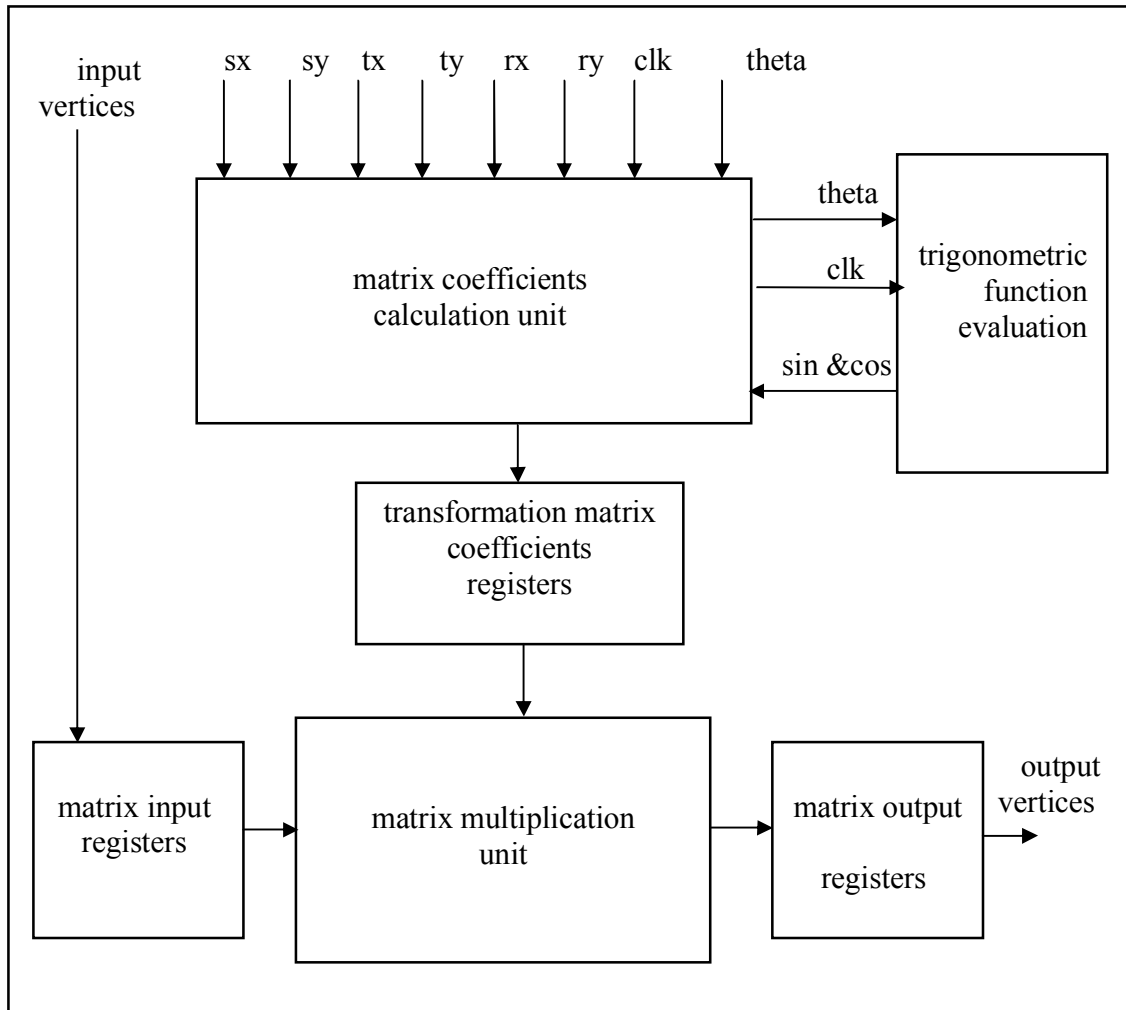 input
vertices
sx sy tx ty rx ry clk theta
matrix coefficients
calculation unit
theta
clk
sin &cos
trigonometric
function
evaluation
transformation matrix
coefficients
registers
matrix input
registers
matrix multiplication
unit
matrix output
registers
output
vertices